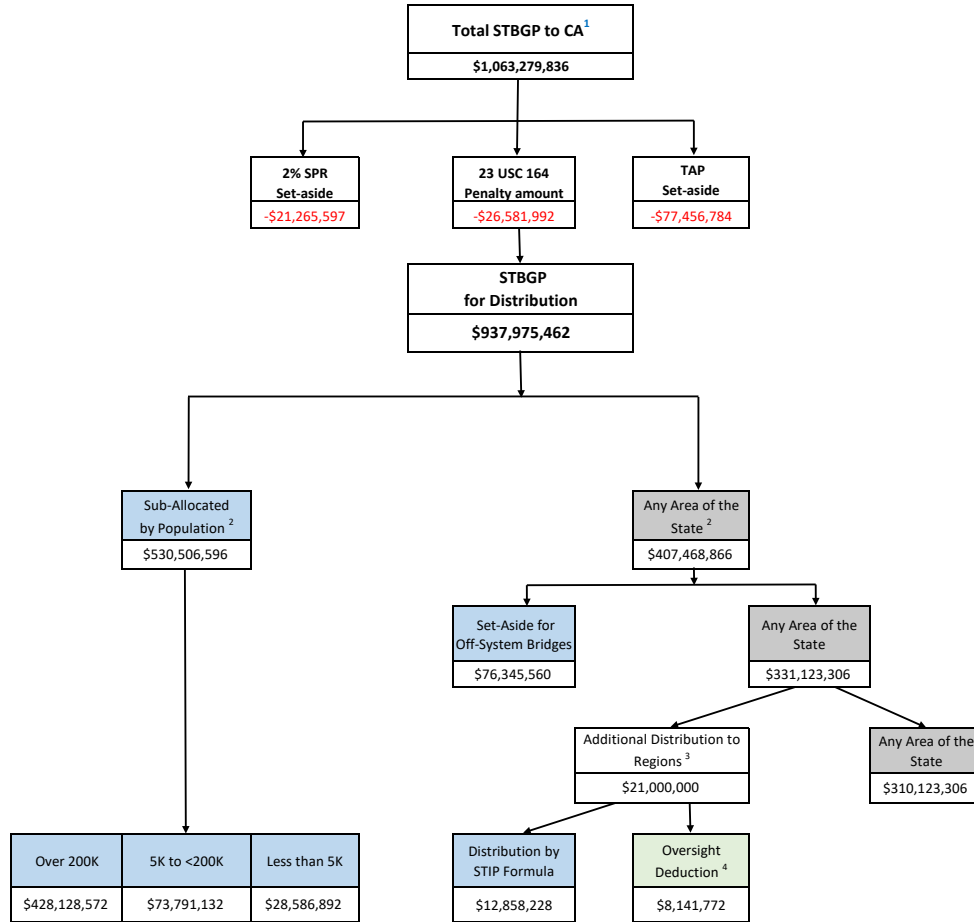 Total STBGP to CA 1
$1,063,279,836
2% SPR
Set-aside
-$21,265,597
23 USC 164
Penalty amount
-$26,581,992
TAP
Set-aside
-$77,456,784
STBGP
for Distribution
$937,975,462
Sub-Allocated
by Population 2
$530,506,596
Any Area of the
State 2
$407,468,866
Set-Aside for
Off-System Bridges
$76,345,560
Any Area of the
State
$331,123,306
Additional Distribution to
Regions 3
$21,000,000
Any Area of the
State
$310,123,306
Over 200K
$428,128,572
5K to <200K
$73,791,132
Less than 5K
$28,586,892
Distribution by
STIP Formula
$12,858,228
Oversight
Deduction 4
$8,141,772